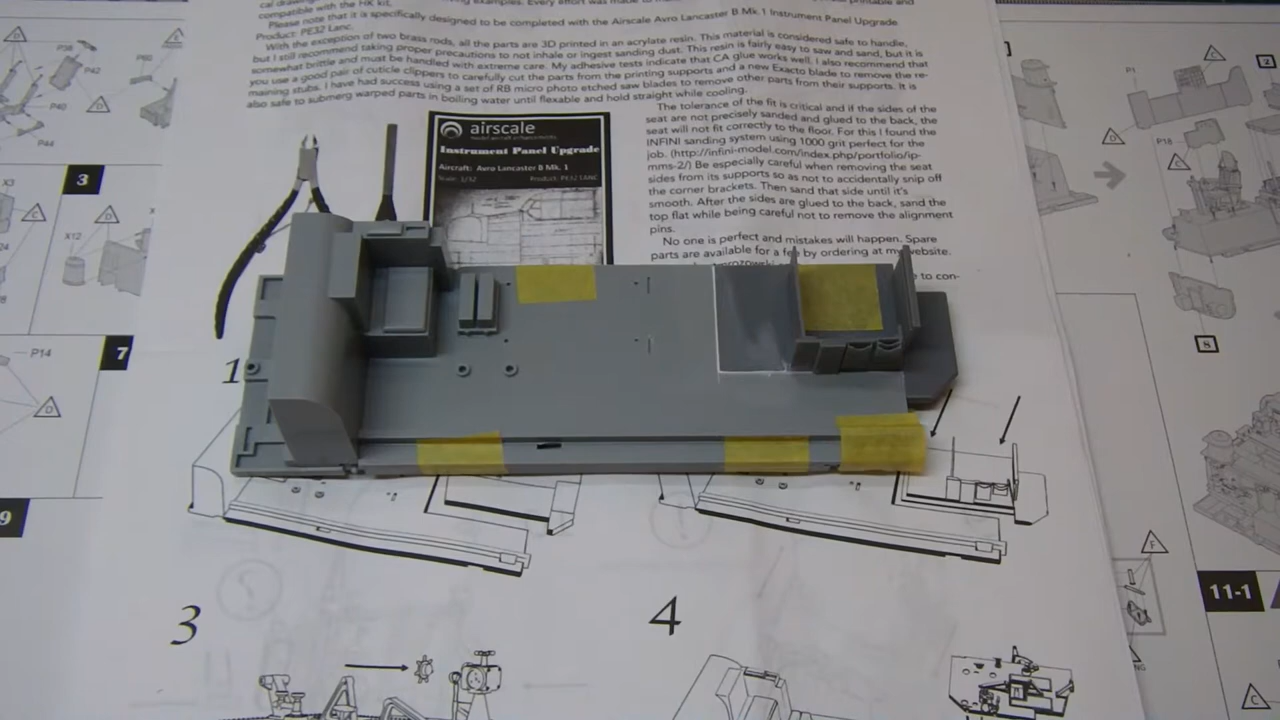 compatible with the HK kit.
Please note that it is specifically designed to be completed with the Airscale Avro Lancaster B Mk. 1 Instrument Panel Upgrade
Product: PE32 Lanc.
With the exception of two brass rods, all the parts are 3D printed in an acrylate resin. This material is considered safe to handle,
but I still recommend taking proper precautions to not inhale or ingest sanding dust. This resin is fairly easy to saw and sand, but it is
somewhat brittle and must be handled with extreme care. My adhesive tests indicate that CA glue works well. I also recommend that
you use a good pair of cuticle clippers to carefully cut the parts from the printing supports and a new Exacto blade to remove the re-
maining stubs. I have had success using a set of RB micro photo etched saw blades to remove other parts from their supports. It is
also safe to submerg warped parts in boiling water until flexable and hold straight while cooling.
The tolerance of the fit is critical and if the sides of the
seat are not precisely sanded and glued to the back, the
seat will not fit correctly to the floor. For this I found the
INFINI sanding system using 1000 grit perfect for the
job. (http://infini-model.com/index.php/portfolio/ip-
mms-2/) Be especially careful when removing the seat
sides from its supports so as not to accidentally snip off
the corner brackets. Then sand that side until it's
smooth. After the sides are glued to the back, sand the
top flat while being careful not to remove the alignment
pins.
No one is perfect and mistakes will happen. Spare
parts are available for a fee by ordering at my website.
e to con-
airscale
Instrument Panel Upgrade
Aircraft: Avro Lancaster B Mk. 1
Scale: 1/32 Product: PE32 LANC
1
3
4
D
P38
P42
P40
P44
P60
D
3
X3
C
D
X12
P14
7
D
9
P1
C
2
D
P18
C
8
F
11-1
C